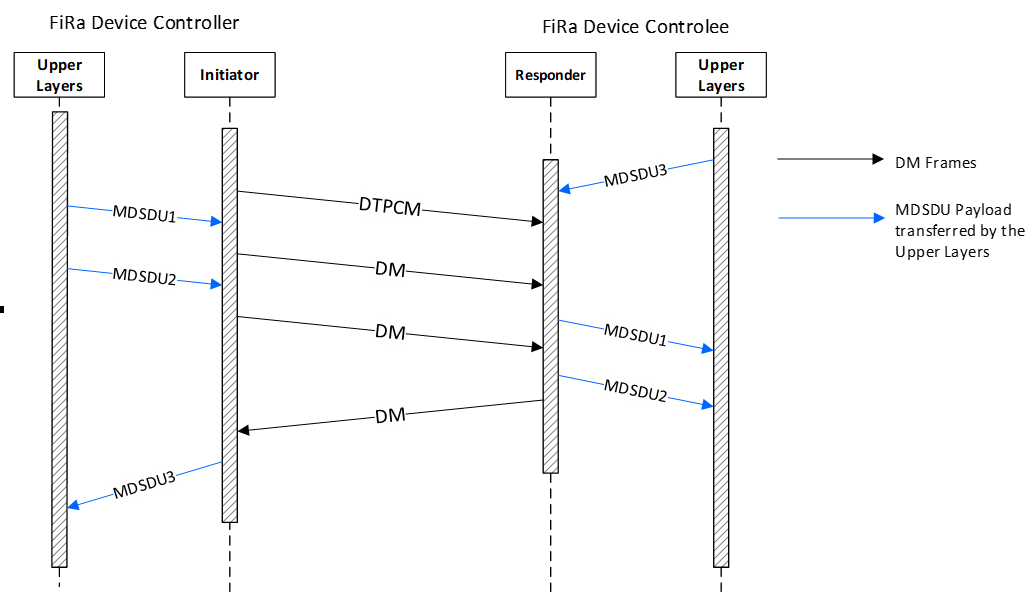 FiRa Device Controller
FiRa Device Controlee
Upper
Layers
Initiator
Responder
Upper
Layers
DM Frames
MDSDU3
DTPCM
MDSDU1
MDSDU Payload
transferred by the
Upper Layers
DM
MDSDU2
DM
MDSDU1
MDSDU2
DM
MDSDU3